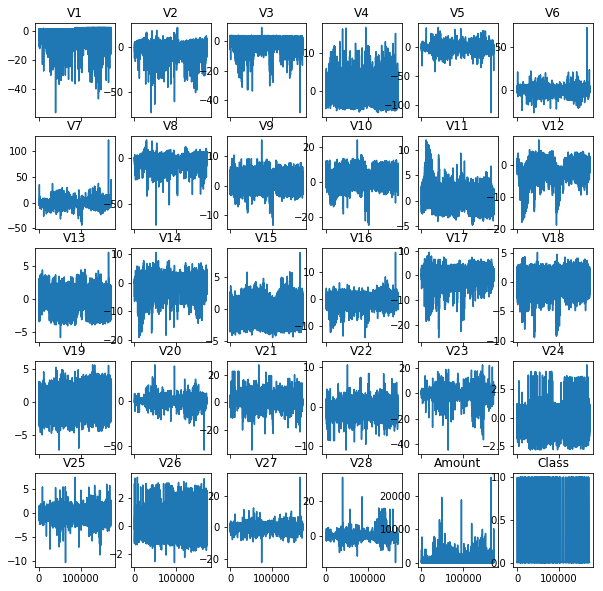 V1 V2 V3 V4 V5 V6
0 −20 −40
0 −50
0 −20 −40
10 0
0 −50 −100
50 0
V7 V8 V9 V10 V11 V12
100 50 0 −50
0 −50
10 0 −10
20 0 −20
10 5 0 −5
0 −10 −20
V13 V14 V15 V16 V17 V18
5 0 −5
10 0 −10 −20
5 0 −5
10 0 −10
10 0 −10 −20
5 0 −5 −10
V19 V20 V21 V22 V23 V24
5 0 −5
0 −50
20 0 −20
10 0 −10
20 0 −20 −40
2.5 0.0 −2.5
V25 V26 V27 V28 Amount Class
5 0 −5 −10
2 0 −2
20 0 −20
20 0
20000 10000 0
1.0 0.5 0.0
0 100000 0 100000 0 100000 0 100000 0 100000 0 100000